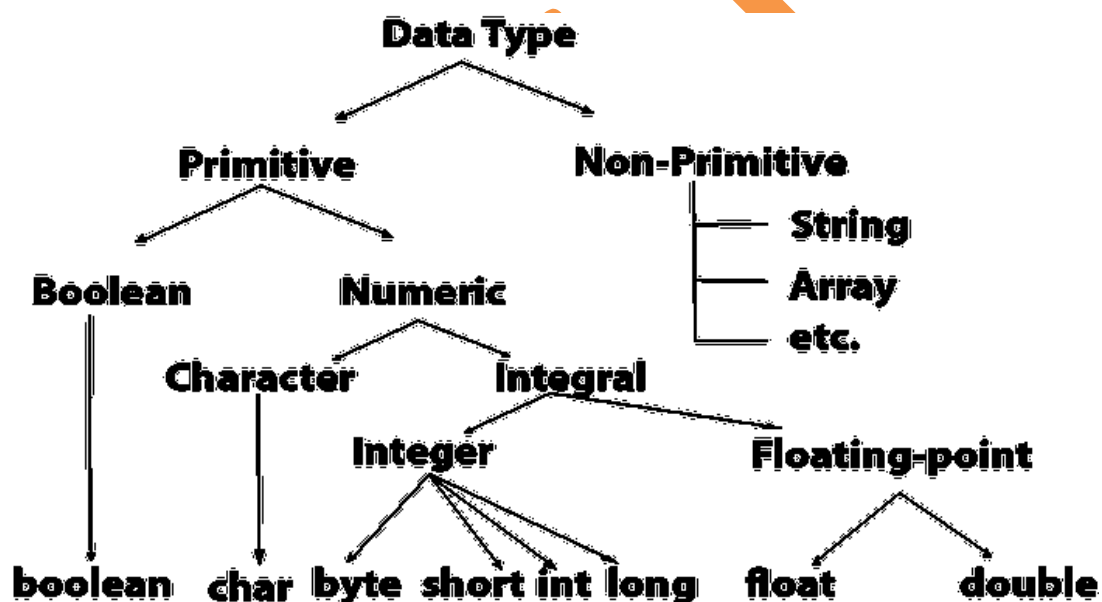 Data Type
Primitive
Non-Primitive
String
Boolean
Numeric
Array
etc.
Character
Integral
Integer
Floating-point
boolean
char
byte
short
int
long
float
double